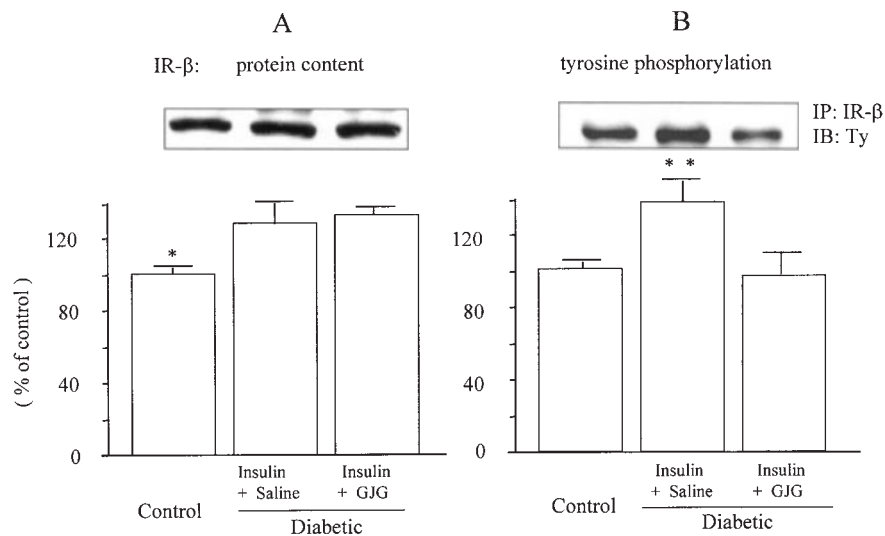 A
IR-β: protein content
* 
( % of control )
120
80
40
0
Control
Insulin
+ Saline
Insulin
+ GJG
Diabetic
B
tyrosine phosphorylation
IP: IR-β
IB: Ty
* *
120
80
40
0
Control
Insulin
+ Saline
Insulin
+ GJG
Diabetic